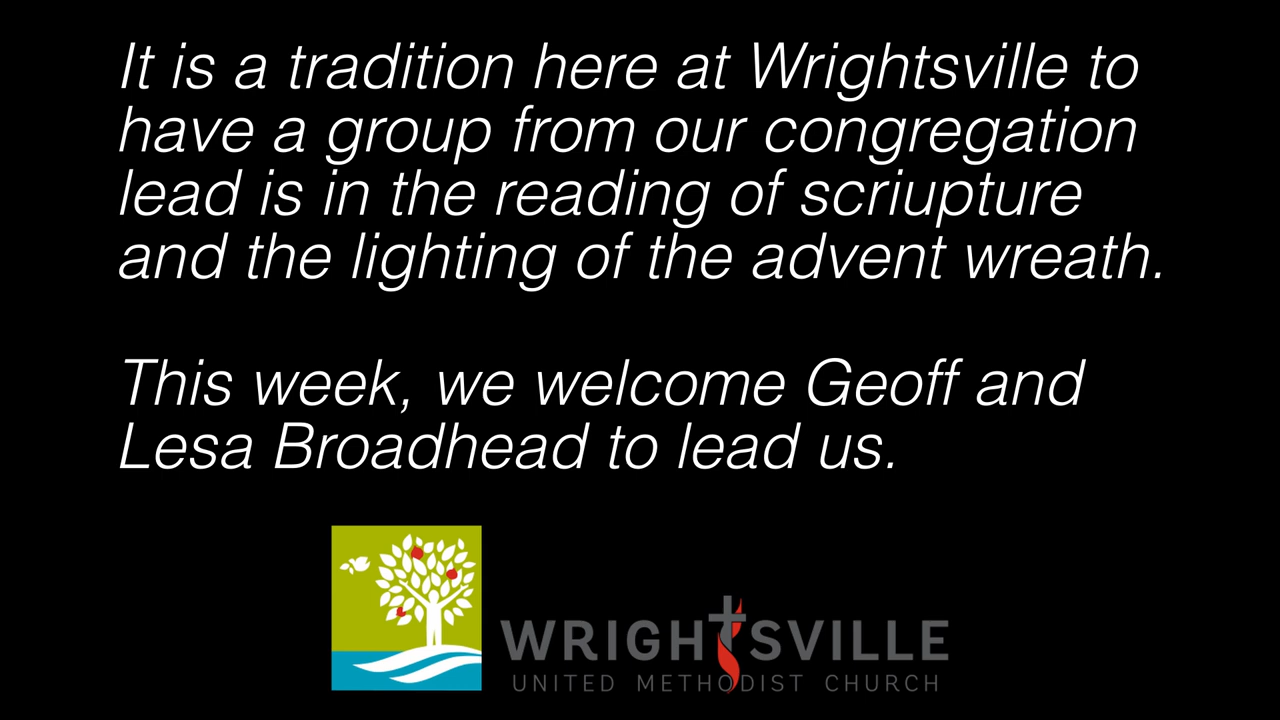 It is a tradition here at Wrightsville to
have a group from our congregation
lead is in the reading of scriupture
and the lighting of the advent wreath.
This week, we welcome Geoff and
Lesa Broadhead to lead us.
WRIGHTSVILLE
UNITED METHODIST CHURCH